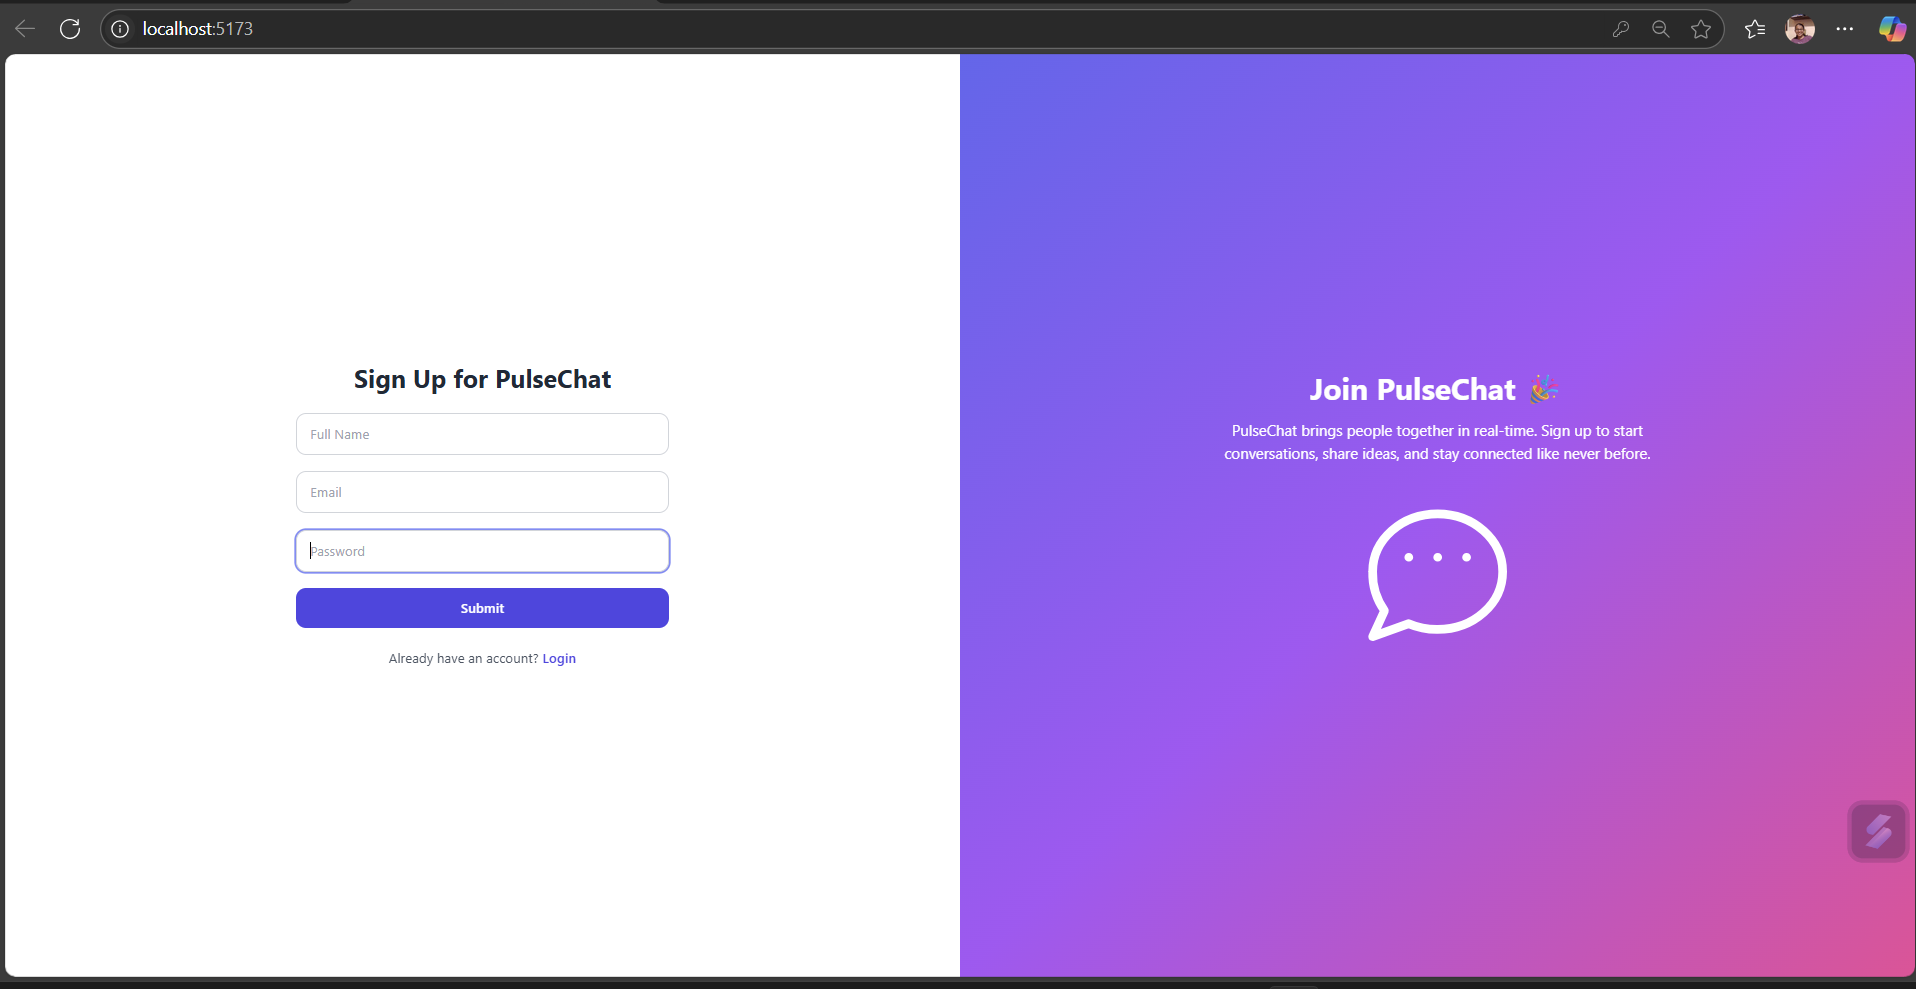 localhost:5173
Sign Up for PulseChat
Full Name
Email
Password
Submit
Already have an account? Login
Join PulseChat 🎉
PulseChat brings people together in real-time. Sign up to start
conversations, share ideas, and stay connected like never before.